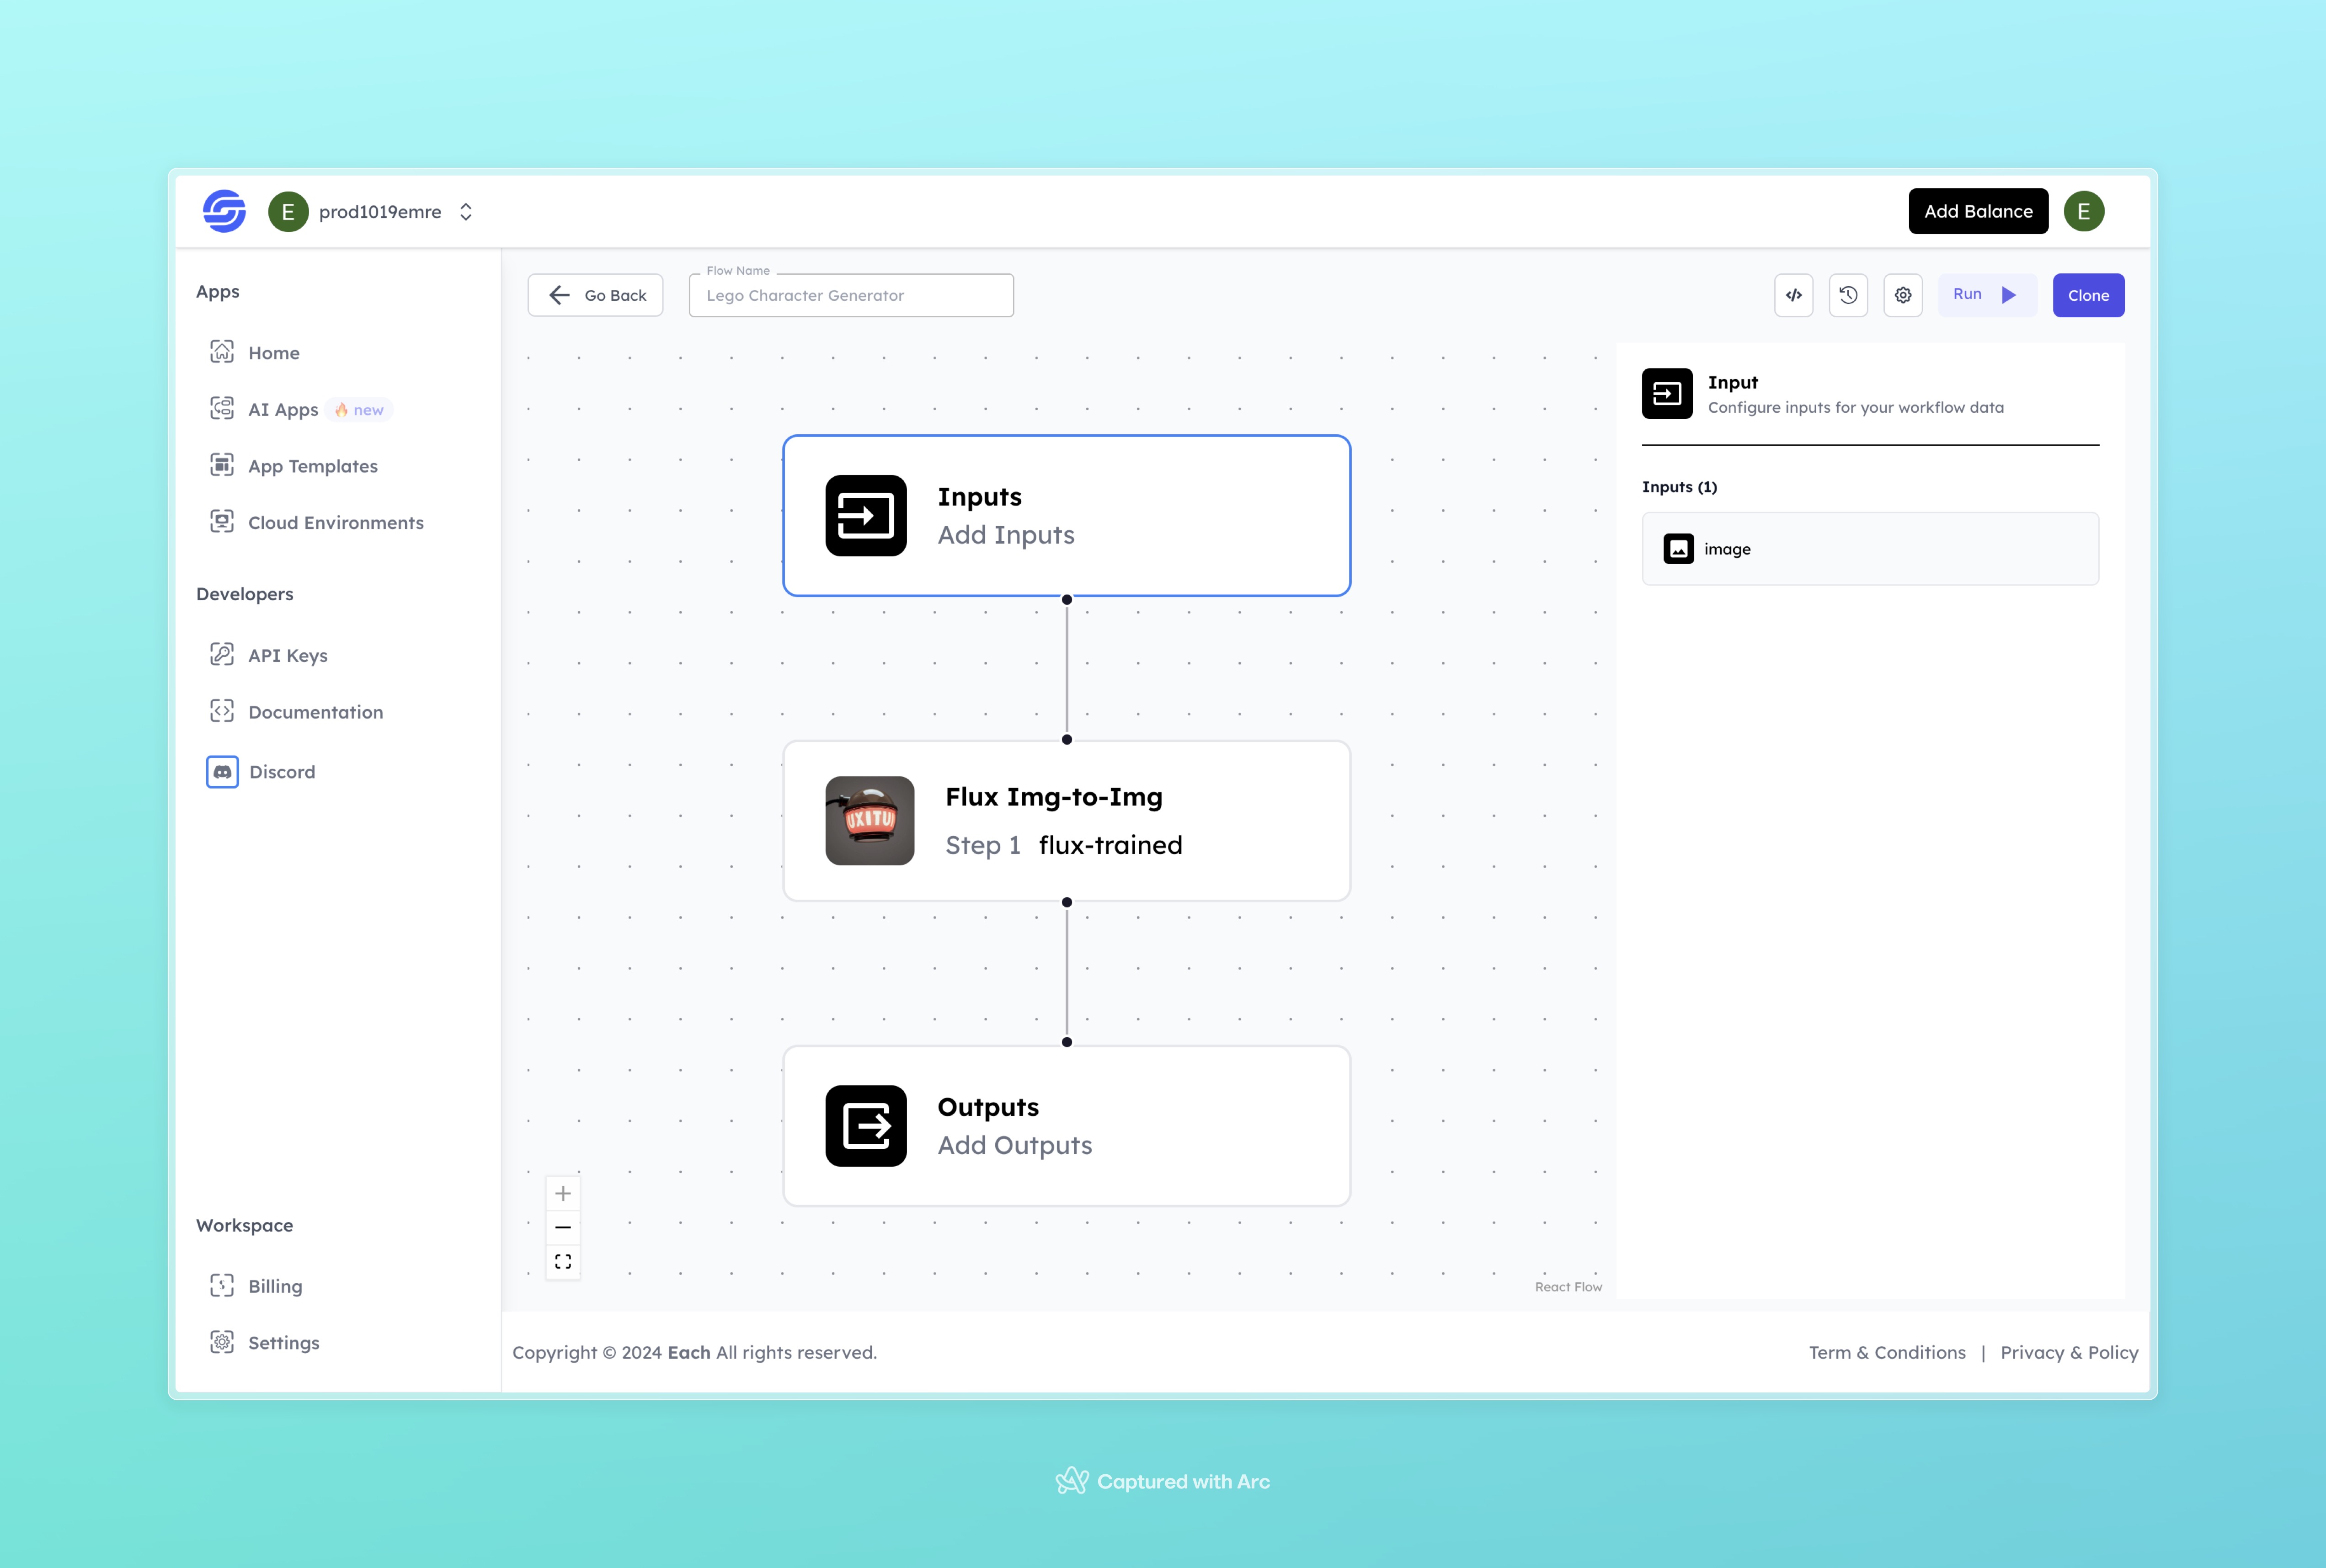 E prod1019emre
Add Balance
E
Apps
Home
AI Apps 🔥 new
App Templates
Cloud Environments
Developers
API Keys
Documentation
Discord
Workspace
Billing
Settings
Go Back
Flow Name
Lego Character Generator
</>
Run
Clone
Inputs
Add Inputs
UXITU
Flux Img-to-Img
Step 1 flux-trained
Outputs
Add Outputs
React Flow
Input
Configure inputs for your workflow data
Inputs (1)
image
Copyright © 2024 Each All rights reserved.
Term & Conditions | Privacy & Policy
Captured with Arc